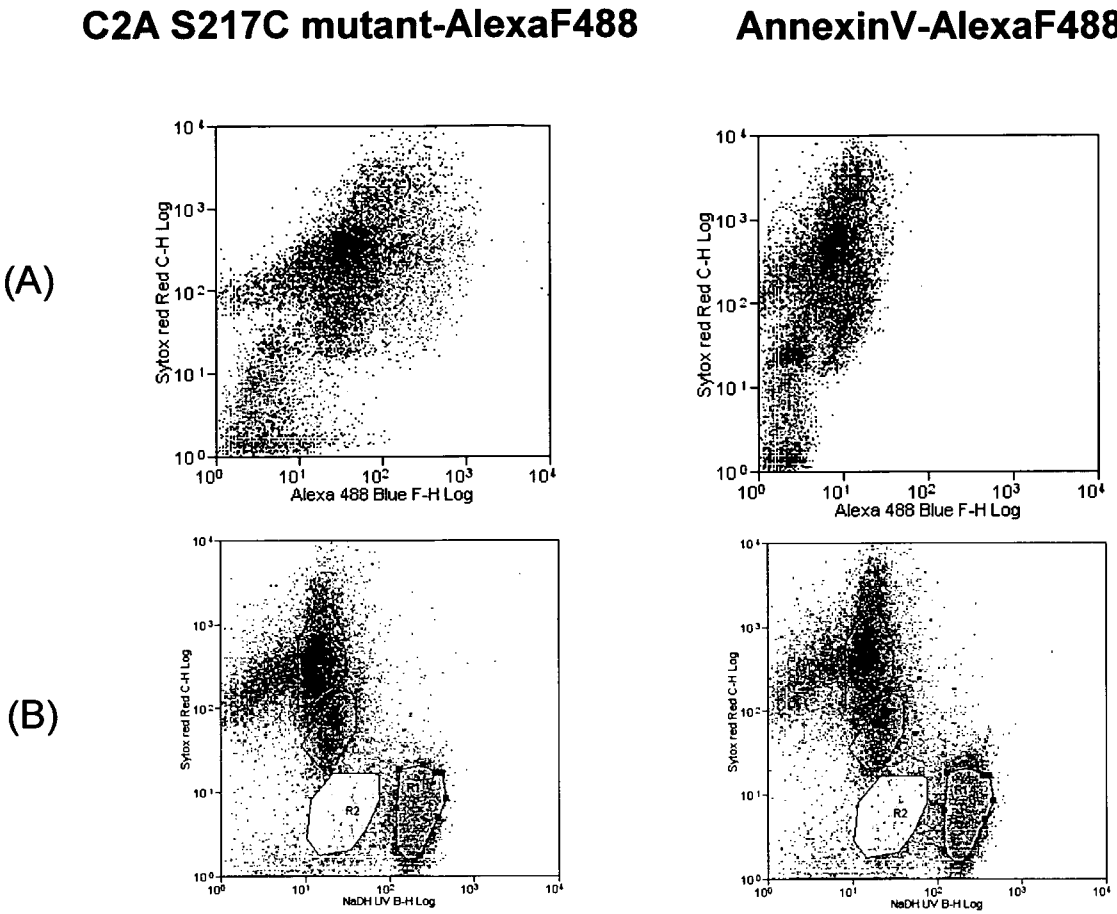 C2A S217C mutant-AlexaF488
AnnexinV-AlexaF488
(A)
Sytox red Red C-H Log
10⁴
10³
10²
10¹
10⁰
10⁰ 10¹ 10² 10³ 10⁴
Alexa 488 Blue F-H Log
Sytox red Red C-H Log
10⁴
10³
10²
10¹
10⁰
10⁰ 10¹ 10² 10³ 10⁴
Alexa 488 Blue F-H Log
(B)
Sytox red Red C-H Log
10⁴
10³
10²
10¹
10⁰
R2
R1
10⁰ 10¹ 10² 10³ 10⁴
NaDH UV B-H Log
Sytox red Red C-H Log
10⁴
10³
10²
10¹
10⁰
R2
10⁰ 10¹ 10² 10³ 10⁴
NaDH UV B-H Log